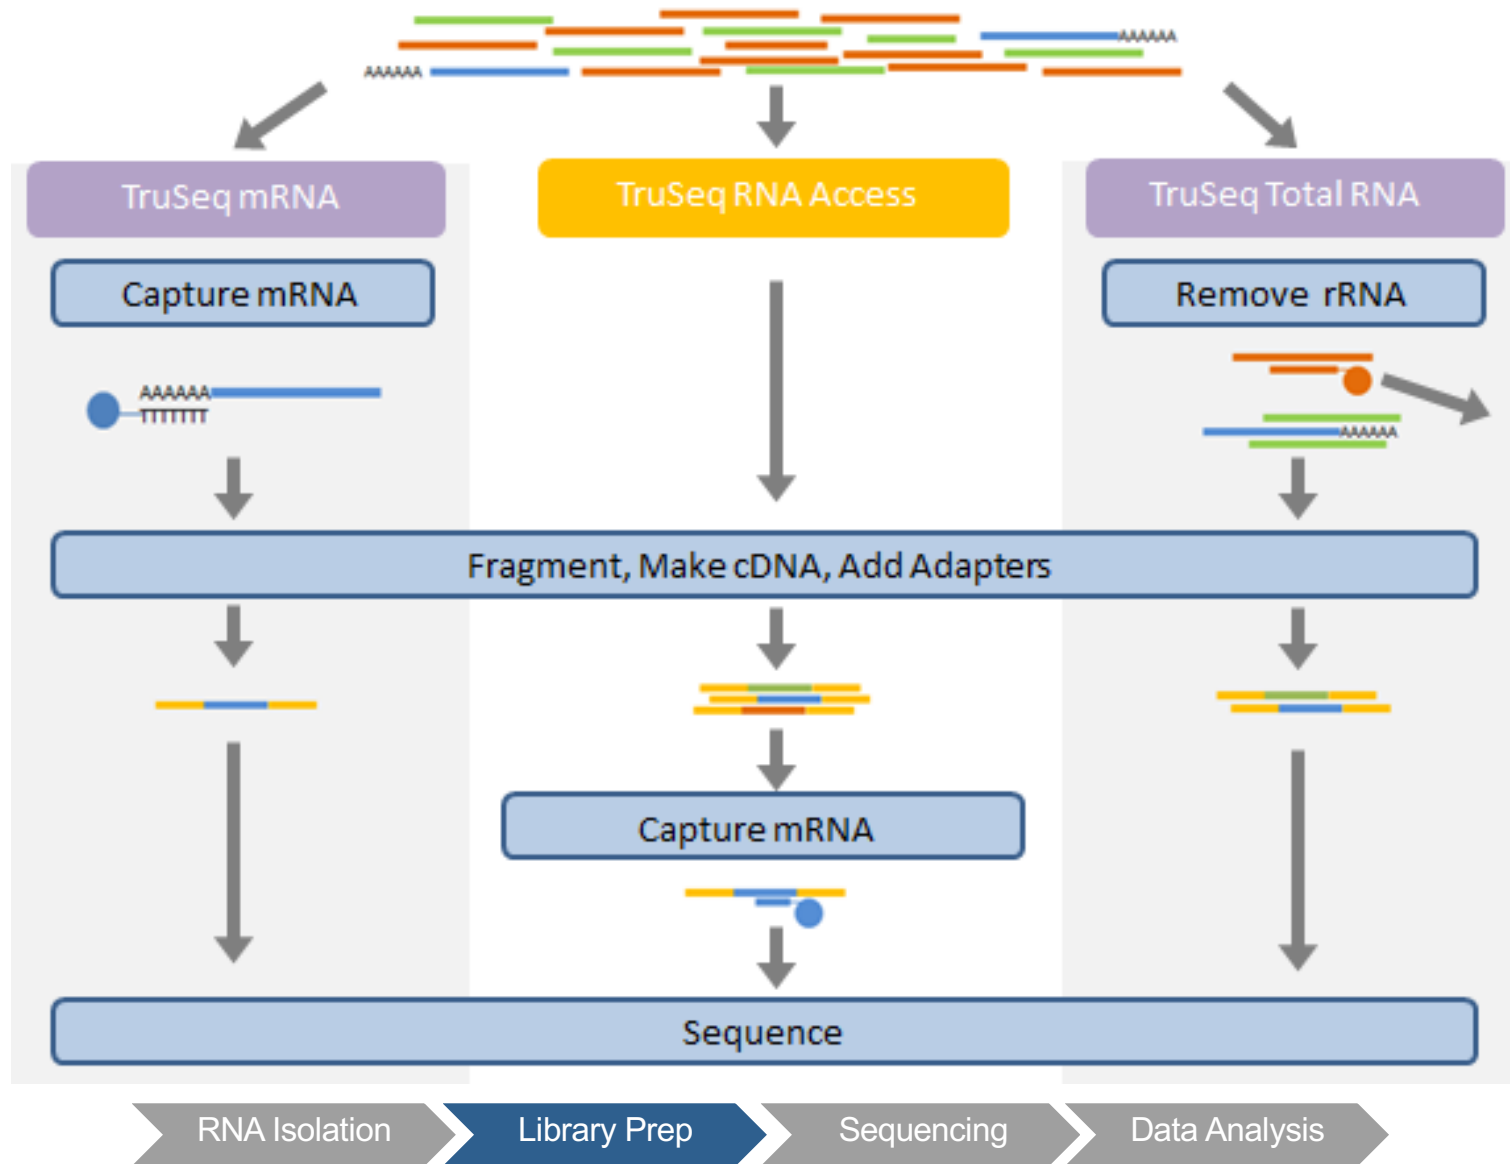 AAAAAA
AAAAAA
TruSeq mRNA
TruSeq RNA Access
TruSeq Total RNA
Capture mRNA
Remove rRNA
AAAAAA
TTTTTTT
AAAAAA
Fragment, Make cDNA, Add Adapters
Capture mRNA
Sequence
RNA Isolation
Library Prep
Sequencing
Data Analysis